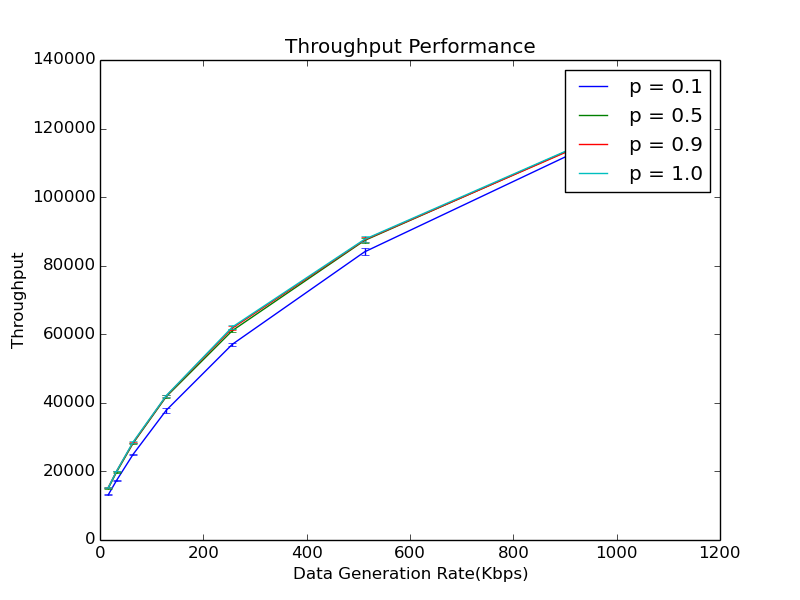 Throughput Performance
140000
120000
100000
80000
60000
40000
20000
0
Throughput
p = 0.1
p = 0.5
p = 0.9
p = 1.0
0 200 400 600 800 1000 1200
Data Generation Rate(Kbps)